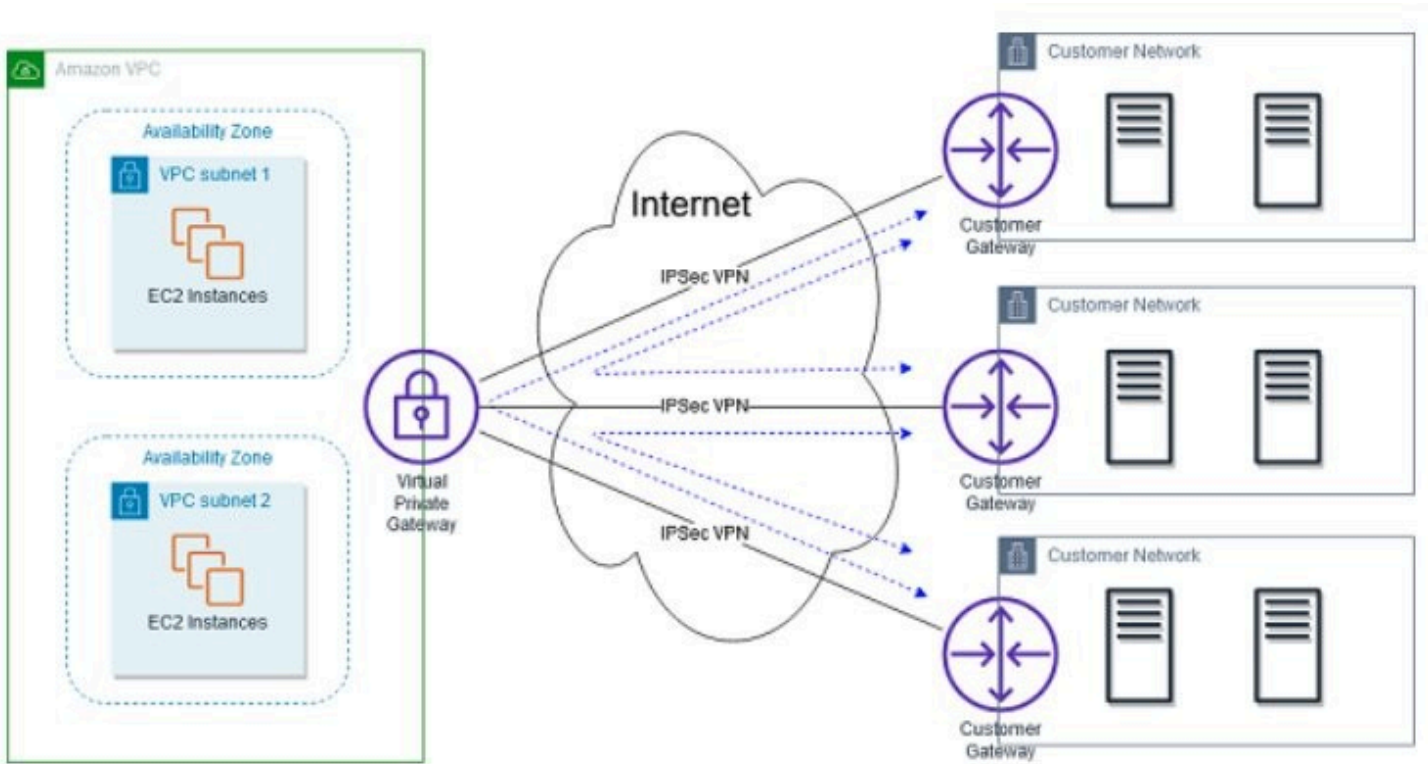 Amazon VPC
Availability Zone
VPC subnet 1
EC2 Instances
Availability Zone
VPC subnet 2
EC2 Instances
Virtual
Private
Gateway
Internet
IPSec VPN
IPSec VPN
IPSec VPN
Customer Network
Customer
Gateway
Customer Network
Customer
Gateway
Customer Network
Customer
Gateway